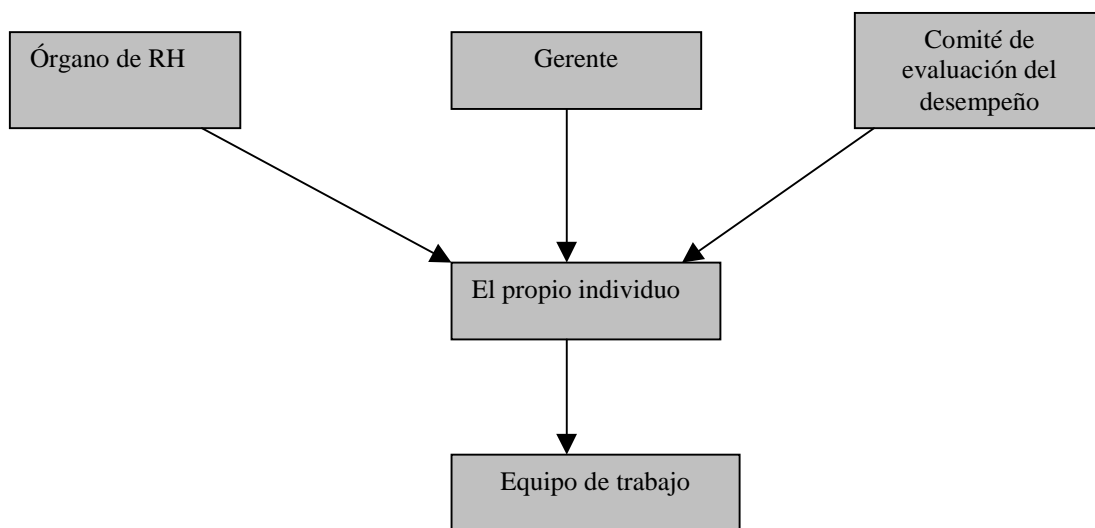 Órgano de RH
Gerente
Comité de
evaluación del
desempeño
El propio individuo
Equipo de trabajo